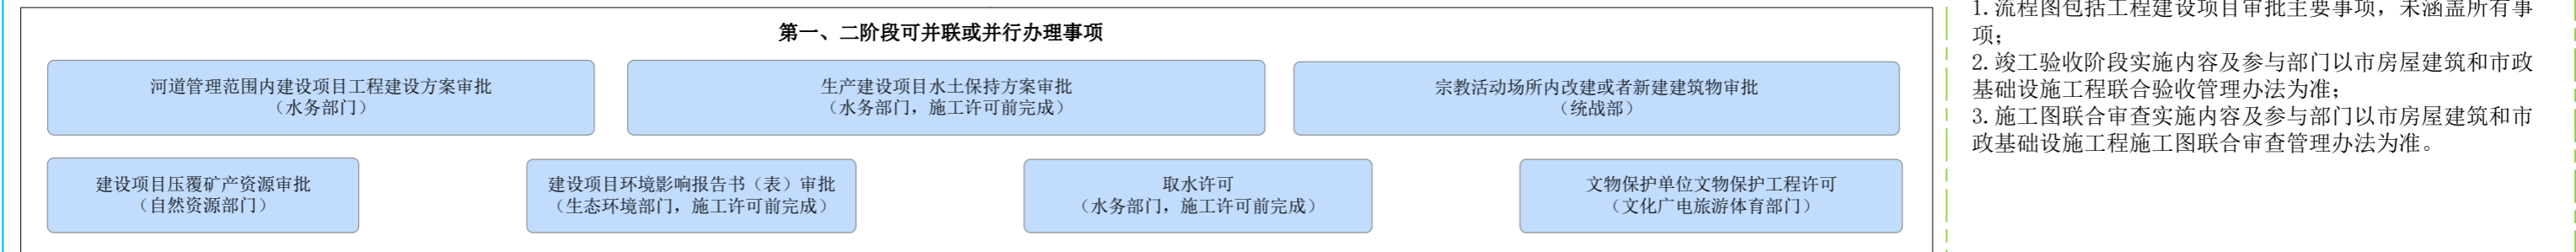 第一、二阶段可并联或并行办理事项
河道管理范围内建设项目工程建设方案审批
（水务部门）
生产建设项目水土保持方案审批
（水务部门，施工许可前完成）
宗教活动场所内改建或者新建建筑物审批
（统战部）
建设项目压覆矿产资源审批
（自然资源部门）
建设项目环境影响报告书（表）审批
（生态环境部门，施工许可前完成）
取水许可
（水务部门，施工许可前完成）
文物保护单位文物保护工程许可
（文化广电旅游体育部门）
1.流程图包括工程建设项目审批主要事项，未涵盖所有事
项；
2.竣工验收阶段实施内容及参与部门以市房屋建筑和市政
基础设施工程联合验收管理办法为准；
3.施工图联合审查实施内容及参与部门以市房屋建筑和市
政基础设施工程施工图联合审查管理办法为准。